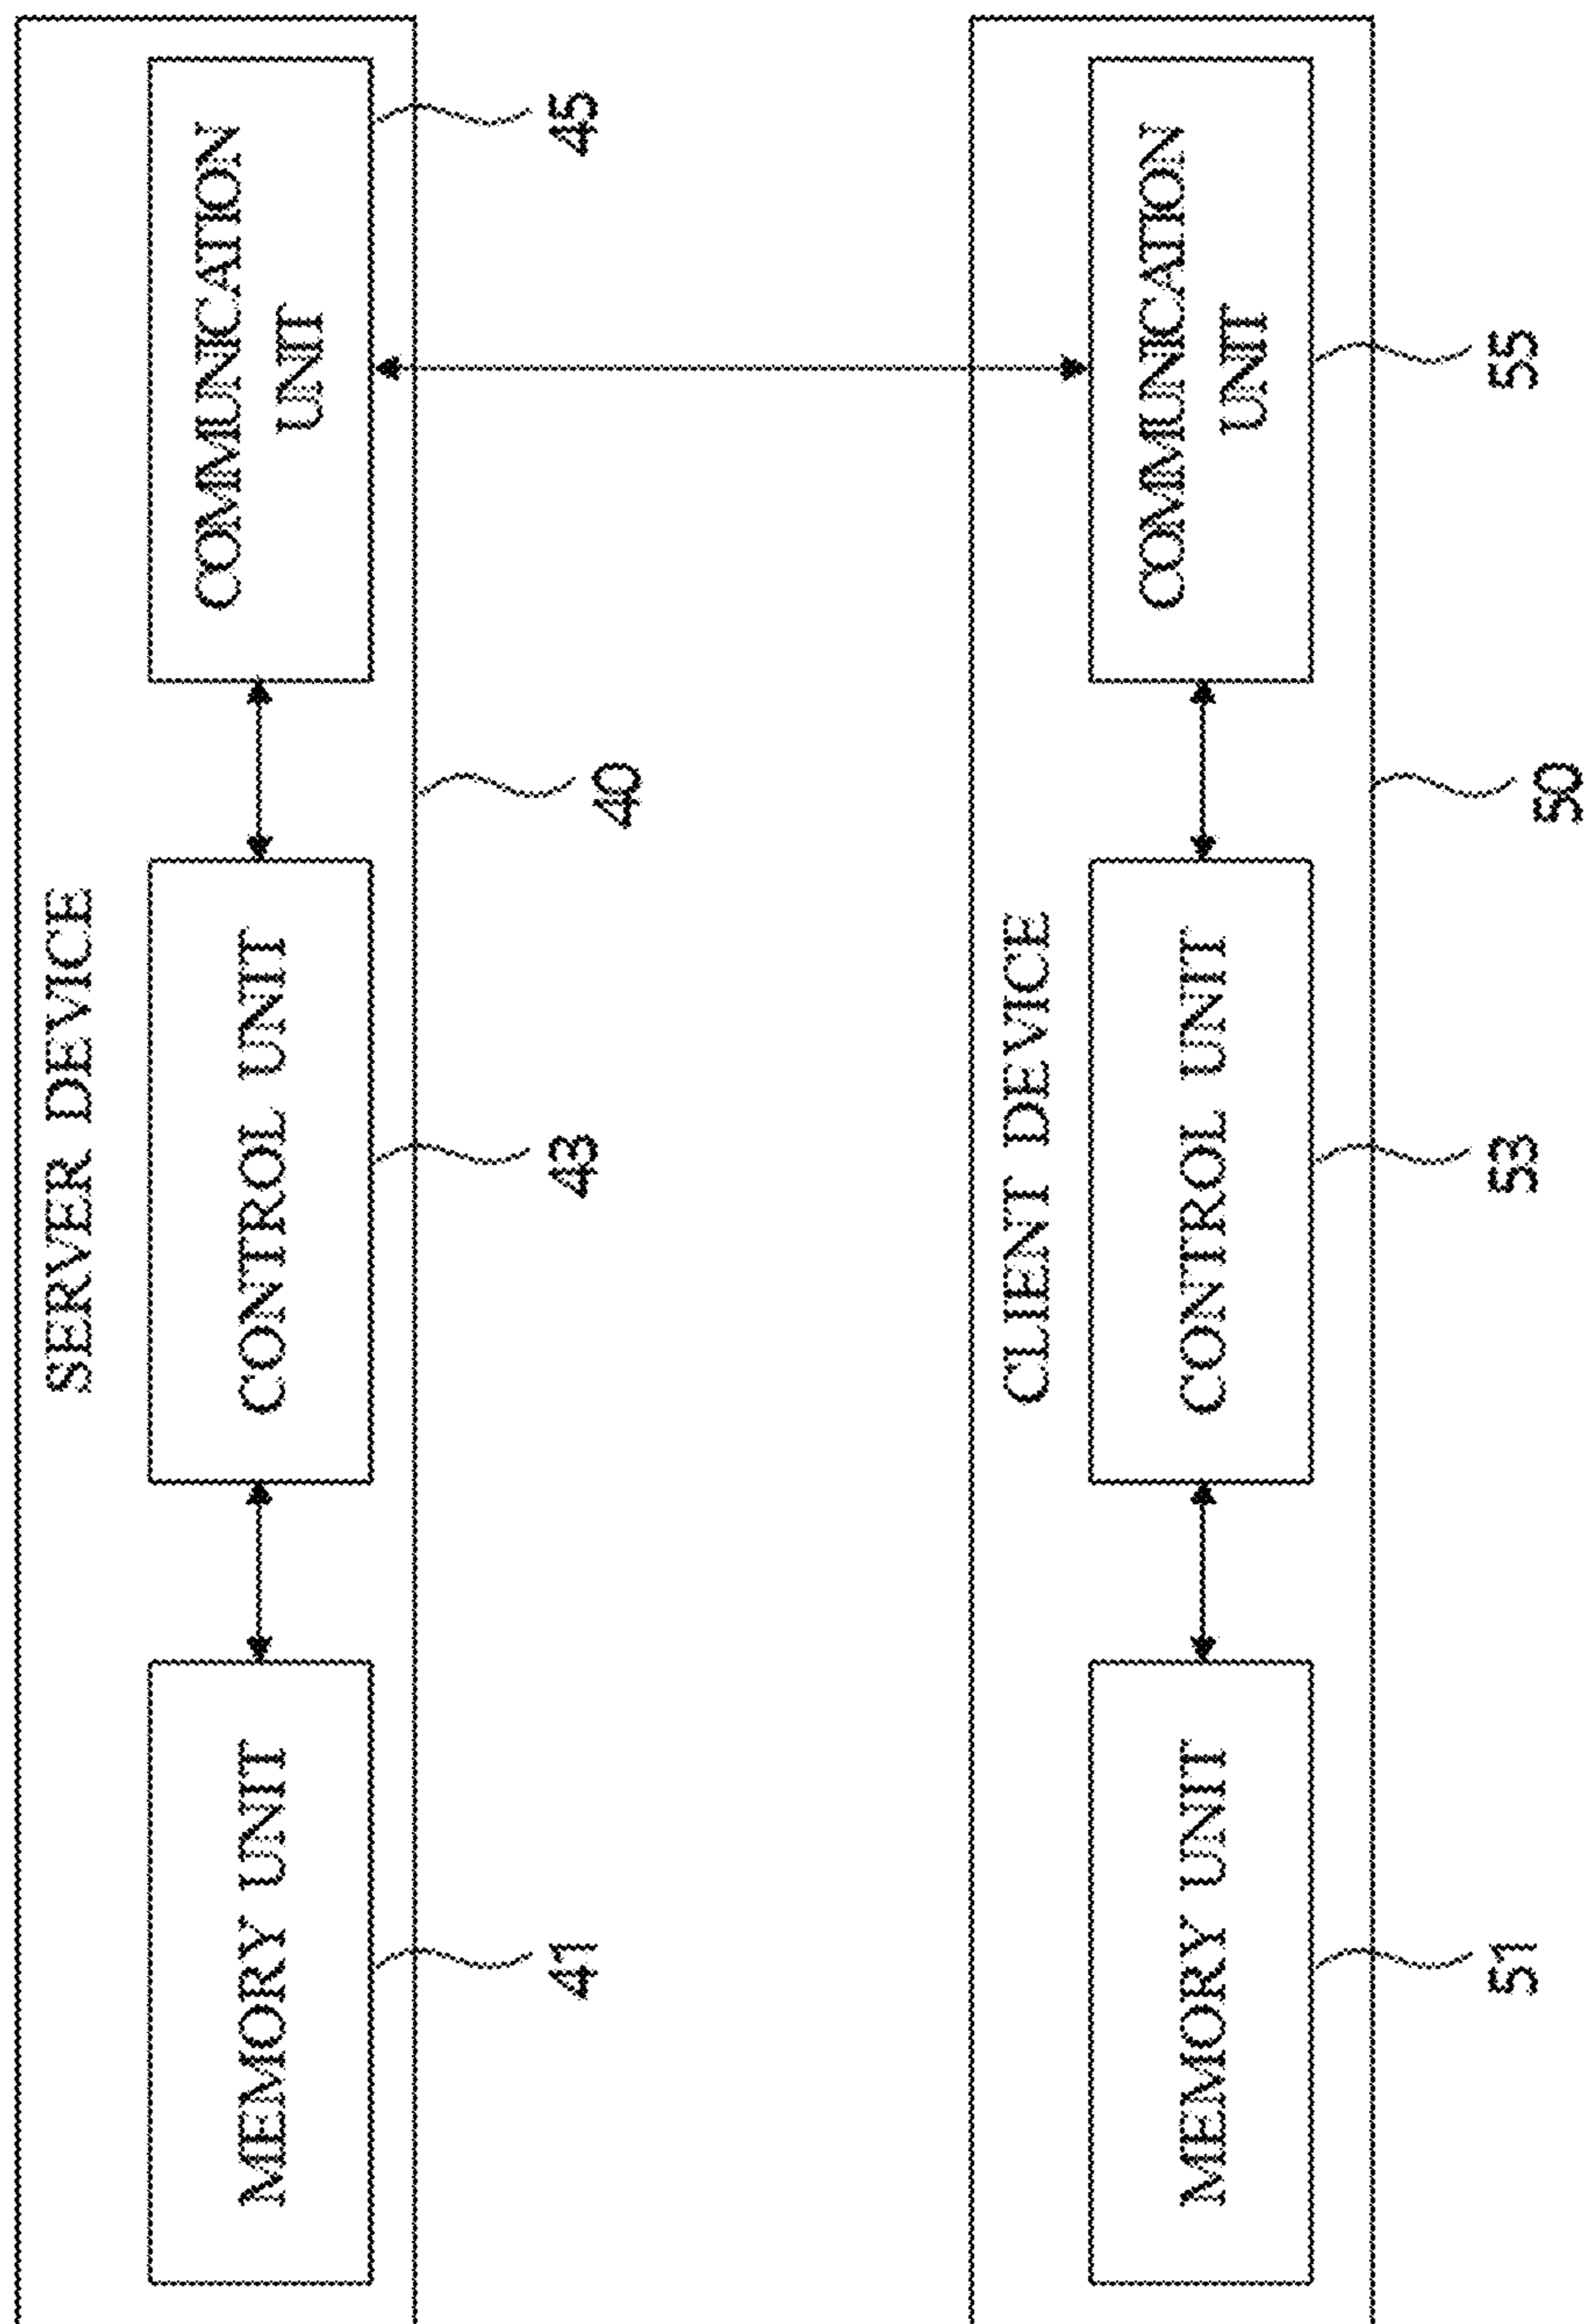 SERVER DEVICE
MEMORY UNIT
CONTROL UNIT
COMMUNICATION
UNIT
41
43
45
40
CLIENT DEVICE
MEMORY UNIT
CONTROL UNIT
COMMUNICATION
UNIT
51
53
55
50